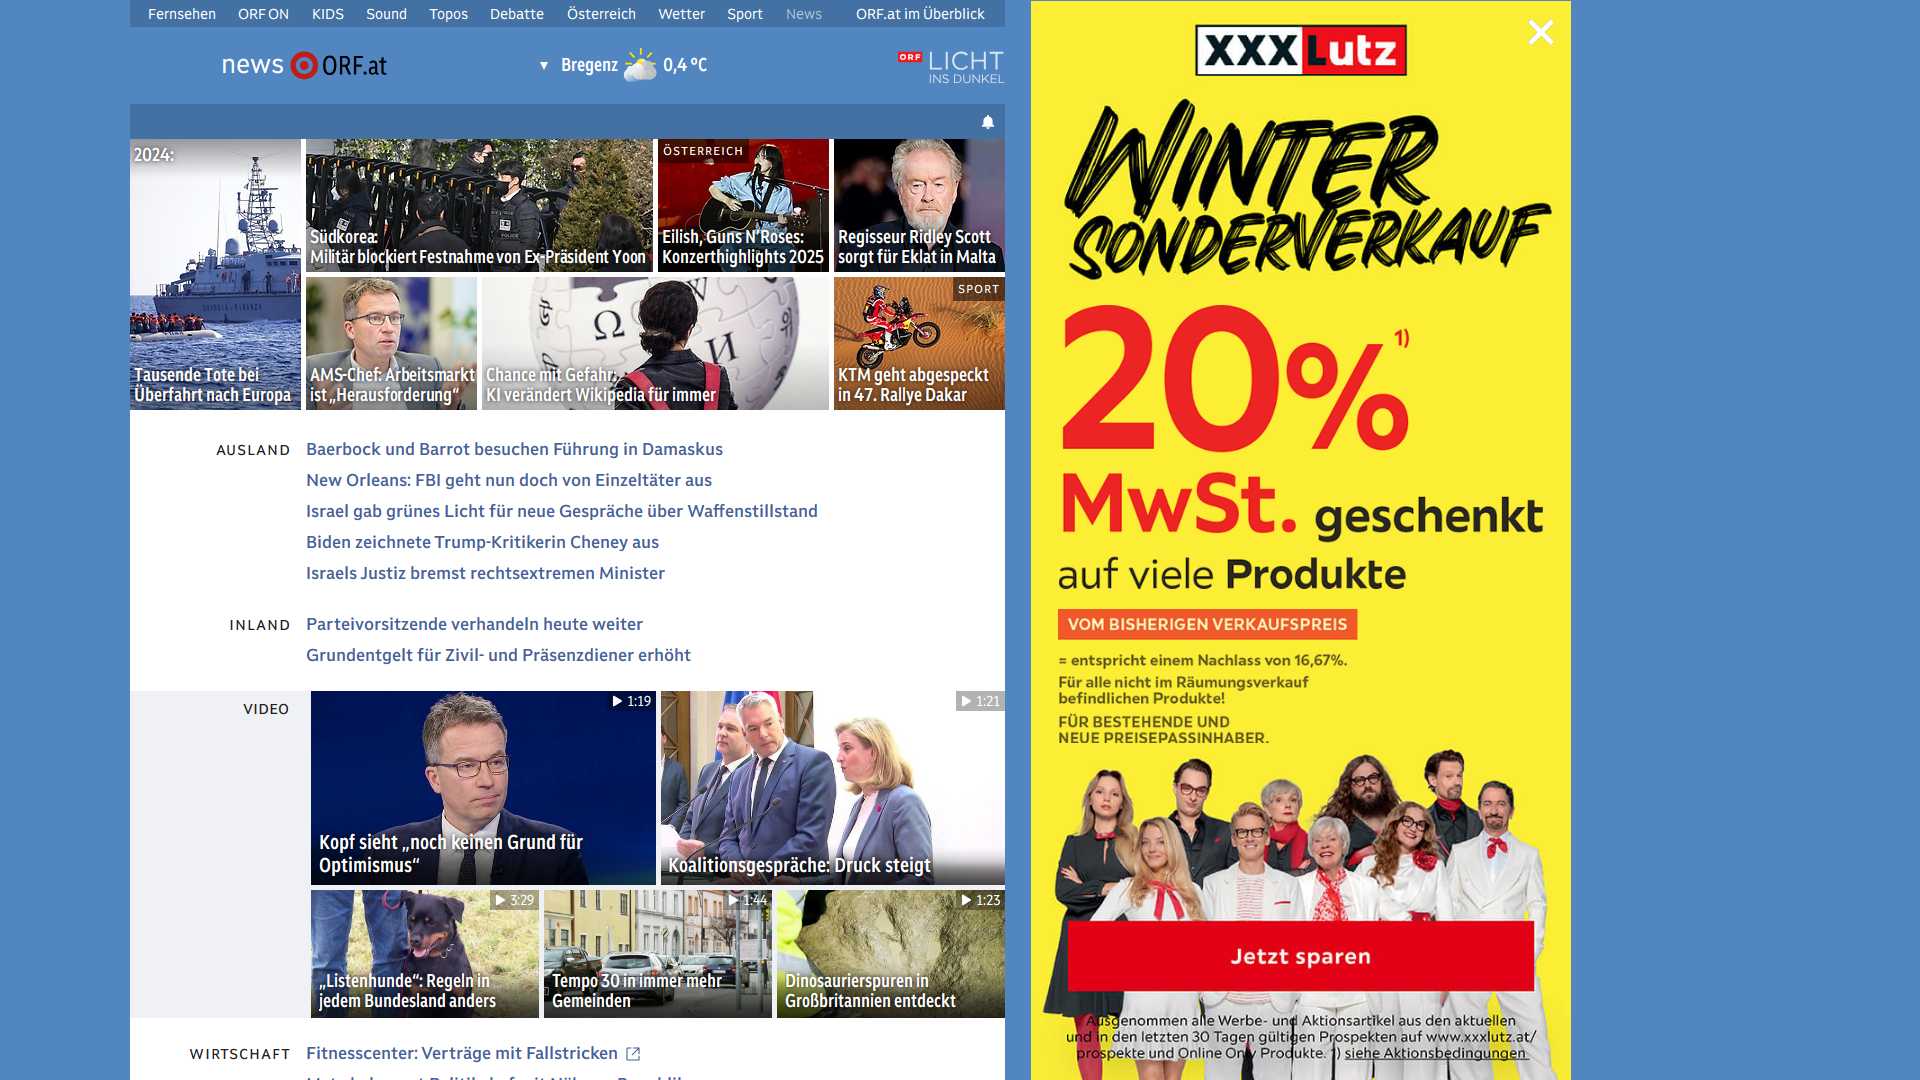 Fernsehen ORF ON KIDS Sound Topos Debatte Österreich Wetter Sport News ORF.at im Überblick
news ORF.at
▼ Bregenz 0,4 °C
ORF LICHT
INS DUNKEL
2024:
Tausende Tote bei
Überfahrt nach Europa
Südkorea:
Militär blockiert Festnahme von Ex-Präsident Yoon
ÖSTERREICH
Eilish, Guns N’Roses:
Konzerthighlights 2025
Regisseur Ridley Scott
sorgt für Eklat in Malta
AMS-Chef: Arbeitsmarkt
ist „Herausforderung“
Chance mit Gefahr:
KI verändert Wikipedia für immer
SPORT
KTM geht abgespeckt
in 47. Rallye Dakar
AUSLAND
Baerbock und Barrot besuchen Führung in Damaskus
New Orleans: FBI geht nun doch von Einzeltäter aus
Israel gab grünes Licht für neue Gespräche über Waffenstillstand
Biden zeichnete Trump-Kritikerin Cheney aus
Israels Justiz bremst rechtsextremen Minister
INLAND
Parteivorsitzende verhandeln heute weiter
Grundentgelt für Zivil- und Präsenzdiener erhöht
VIDEO
1:19
Kopf sieht „noch keinen Grund für
Optimismus“
1:21
Koalitionsgespräche: Druck steigt
3:29
„Listenhunde“: Regeln in
jedem Bundesland anders
1:44
Tempo 30 in immer mehr
Gemeinden
1:23
Dinosaurierspuren in
Großbritannien entdeckt
WIRTSCHAFT
Fitnesscenter: Verträge mit Fallstricken
XXXLutz
WINTER
SONDERVERKAUF
20% 1)
MwSt. geschenkt
auf viele Produkte
VOM BISHERIGEN VERKAUFSPREIS
= entspricht einem Nachlass von 16,67%.
Für alle nicht im Räumungsverkauf
befindlichen Produkte!
FÜR BESTEHENDE UND
NEUE PREISEPASSINHABER.
Jetzt sparen
Ausgenommen alle Werbe- und Aktionsartikel aus den aktuellen
und in den letzten 30 Tagen gültigen Prospekten auf www.xxxlutz.at/
prospekte und Online Only Produkte. 1) siehe Aktionsbedingungen